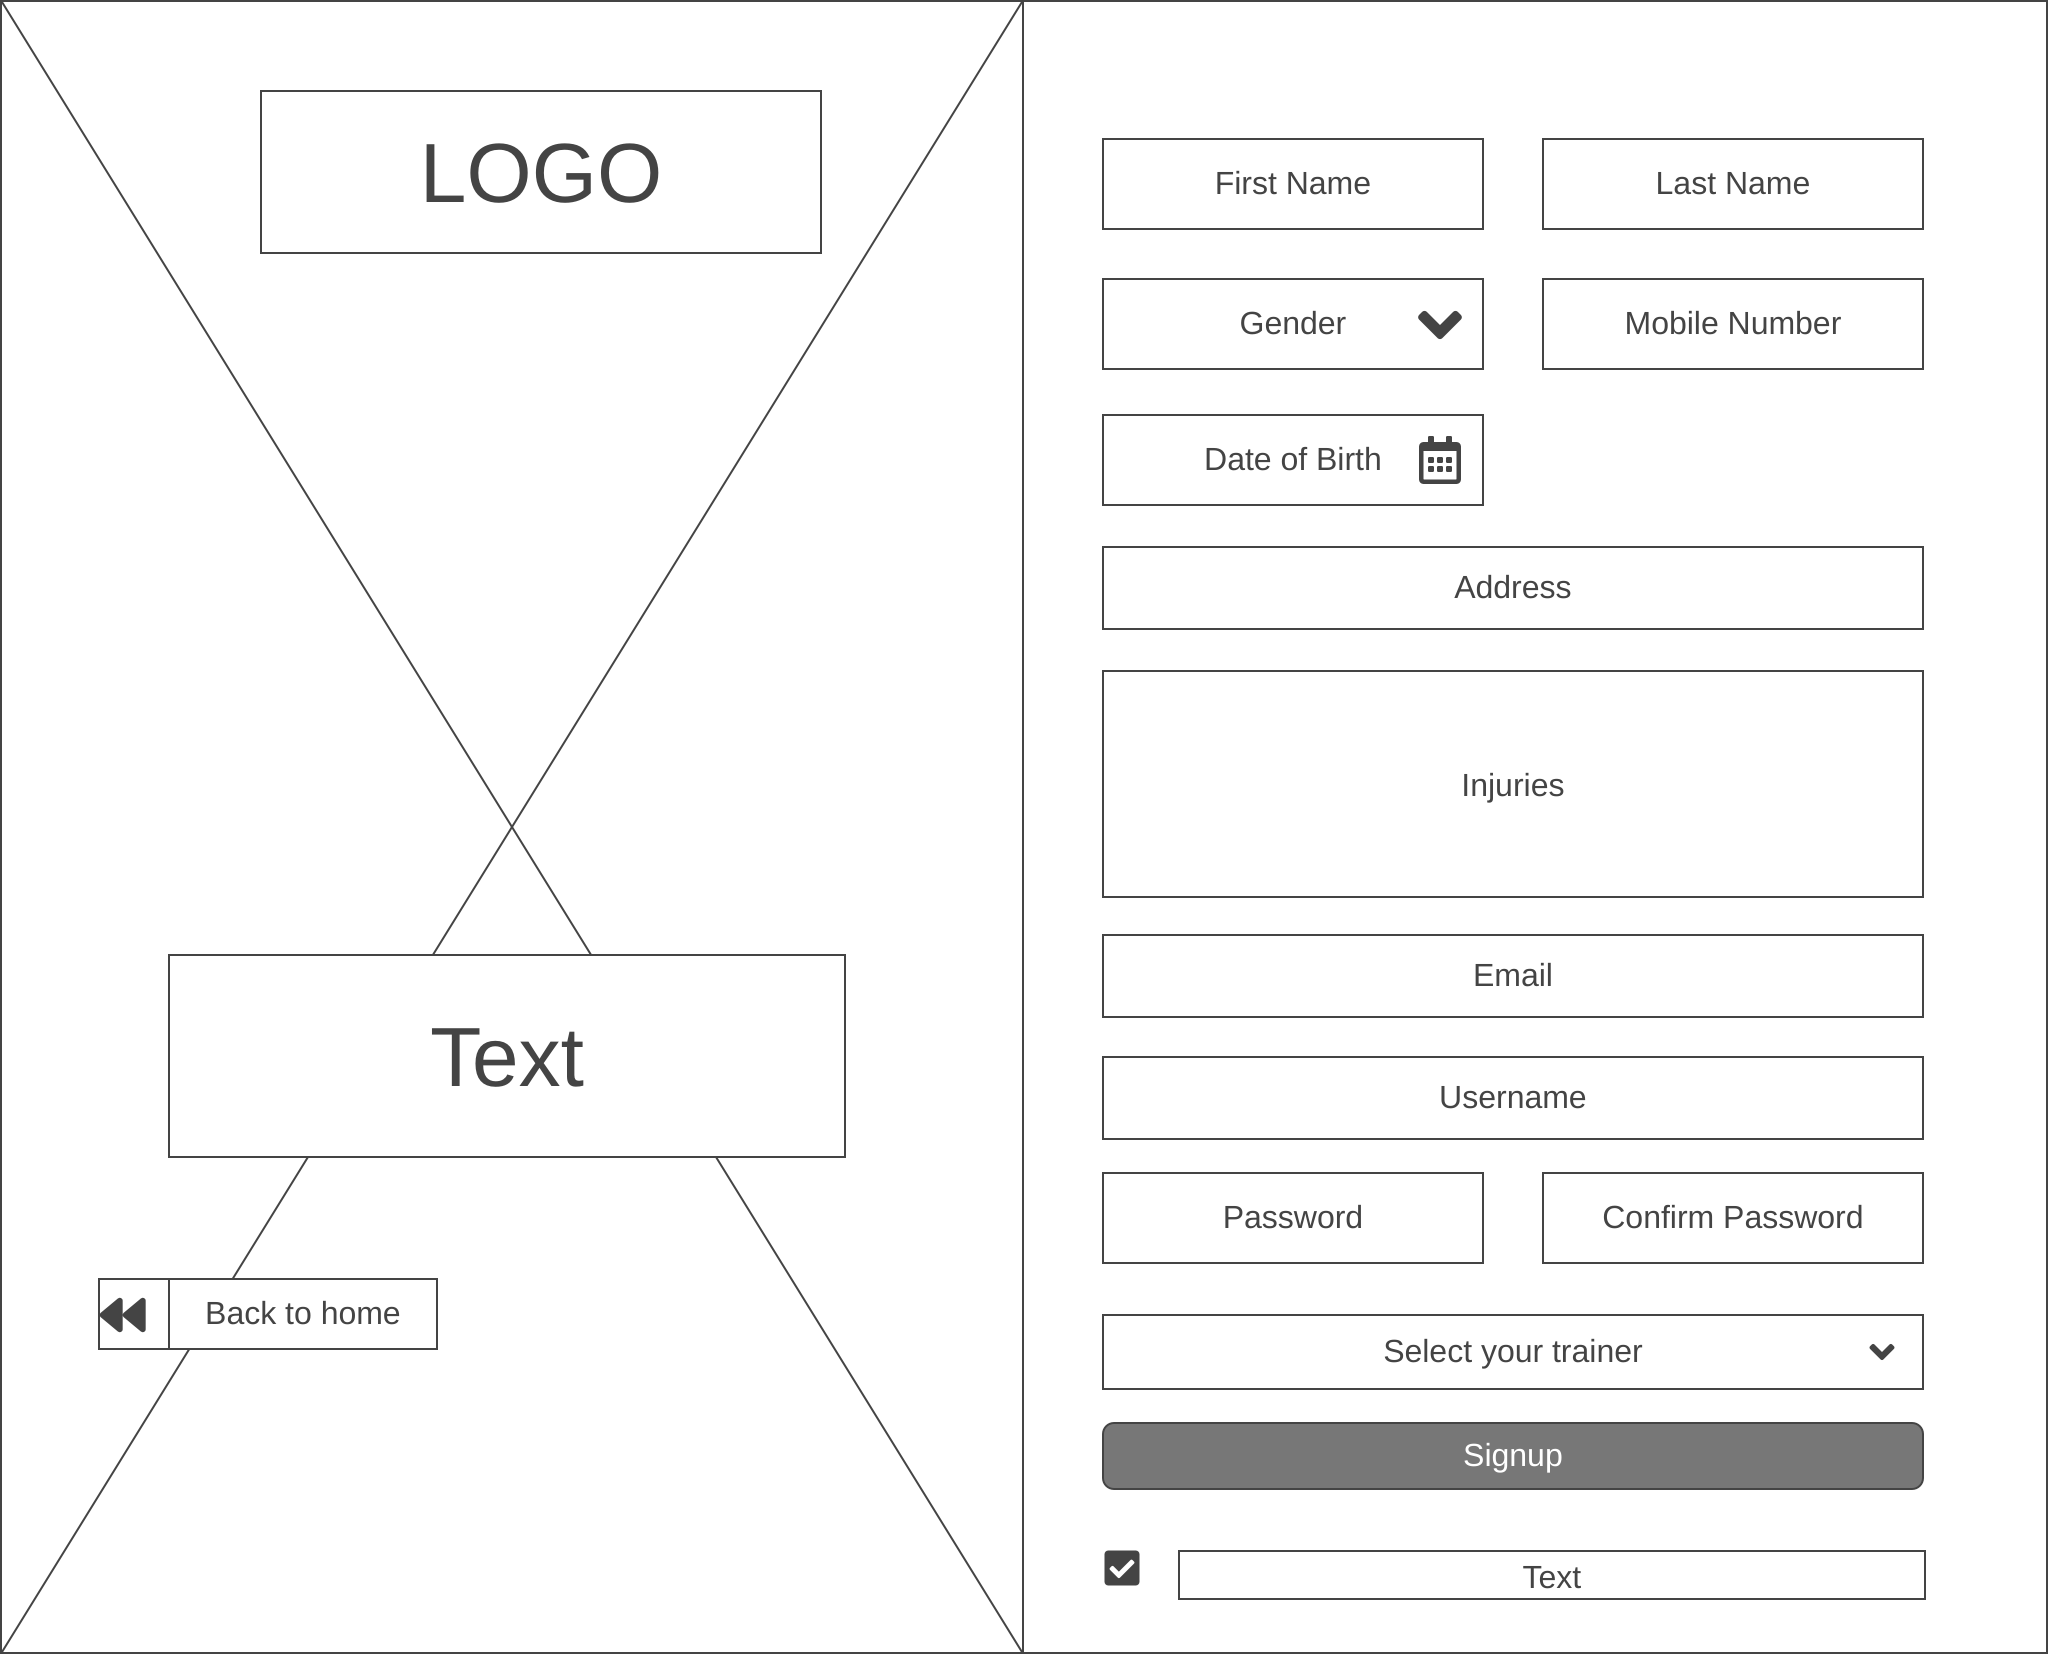 LOGO
Text
Back to home
First Name
Last Name
Gender
Mobile Number
Date of Birth
Address
Injuries
Email
Username
Password
Confirm Password
Select your trainer
Signup
Text